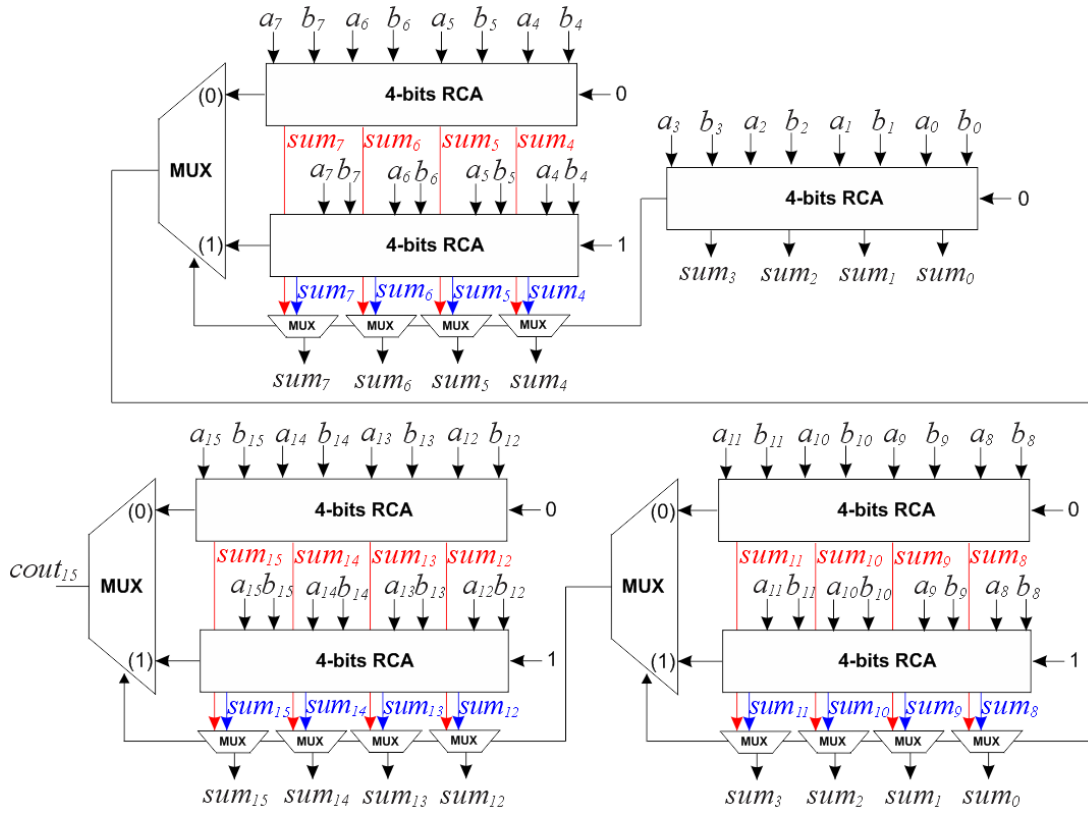 a7 b7 a6 b6 a5 b5 a4 b4
(0) 4-bits RCA 0
sum7 sum6 sum5 sum4
MUX
a7 b7 a6 b6 a5 b5 a4 b4
(1) 4-bits RCA 1
sum7 sum6 sum5 sum4
MUX MUX MUX MUX
sum7 sum6 sum5 sum4
a3 b3 a2 b2 a1 b1 a0 b0
4-bits RCA 0
sum3 sum2 sum1 sum0
a15 b15 a14 b14 a13 b13 a12 b12
(0) 4-bits RCA 0
sum15 sum14 sum13 sum12
cout15 MUX
a15 b15 a14 b14 a13 b13 a12 b12
(1) 4-bits RCA 1
sum15 sum14 sum13 sum12
MUX MUX MUX MUX
sum15 sum14 sum13 sum12
a11 b11 a10 b10 a9 b9 a8 b8
(0) 4-bits RCA 0
sum11 sum10 sum9 sum8
MUX
a11 b11 a10 b10 a9 b9 a8 b8
(1) 4-bits RCA 1
sum11 sum10 sum9 sum8
MUX MUX MUX MUX
sum3 sum2 sum1 sum0